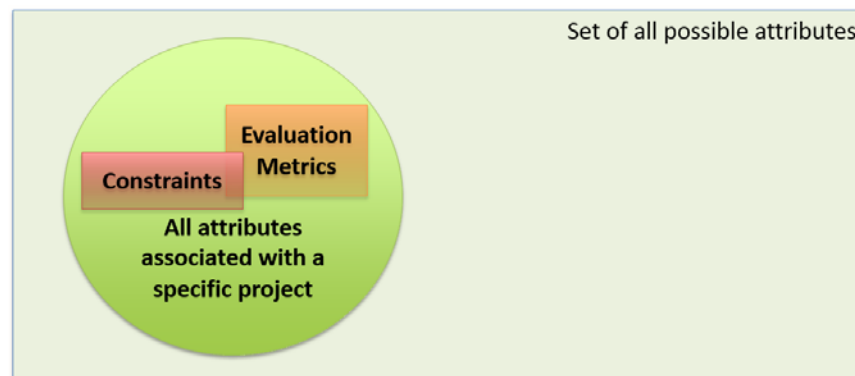 Set of all possible attributes
Evaluation
Metrics
Constraints
All attributes
associated with a
specific project